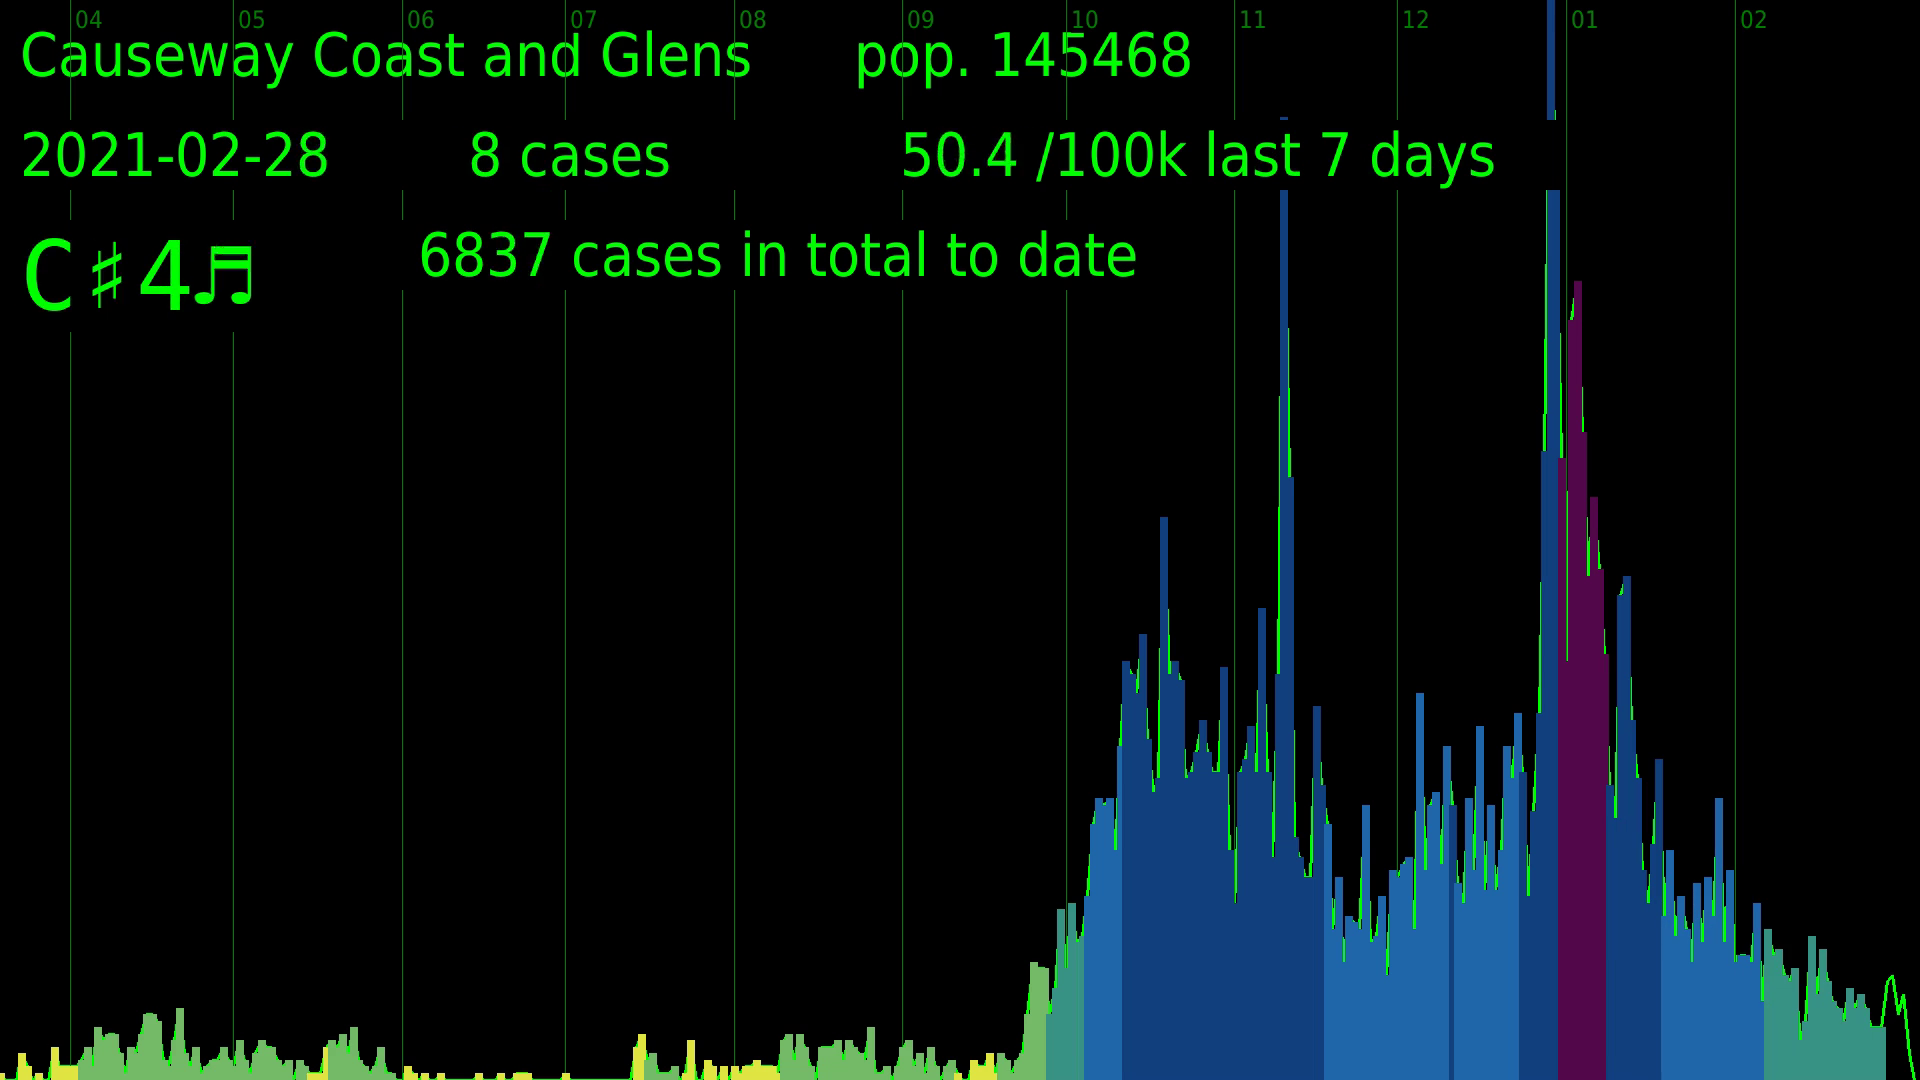 04 05 06 07 08 09 10 11 12 01 02
Causeway Coast and Glens pop. 145468
2021-02-28 8 cases 50.4 /100k last 7 days
C♯4♬ 6837 cases in total to date